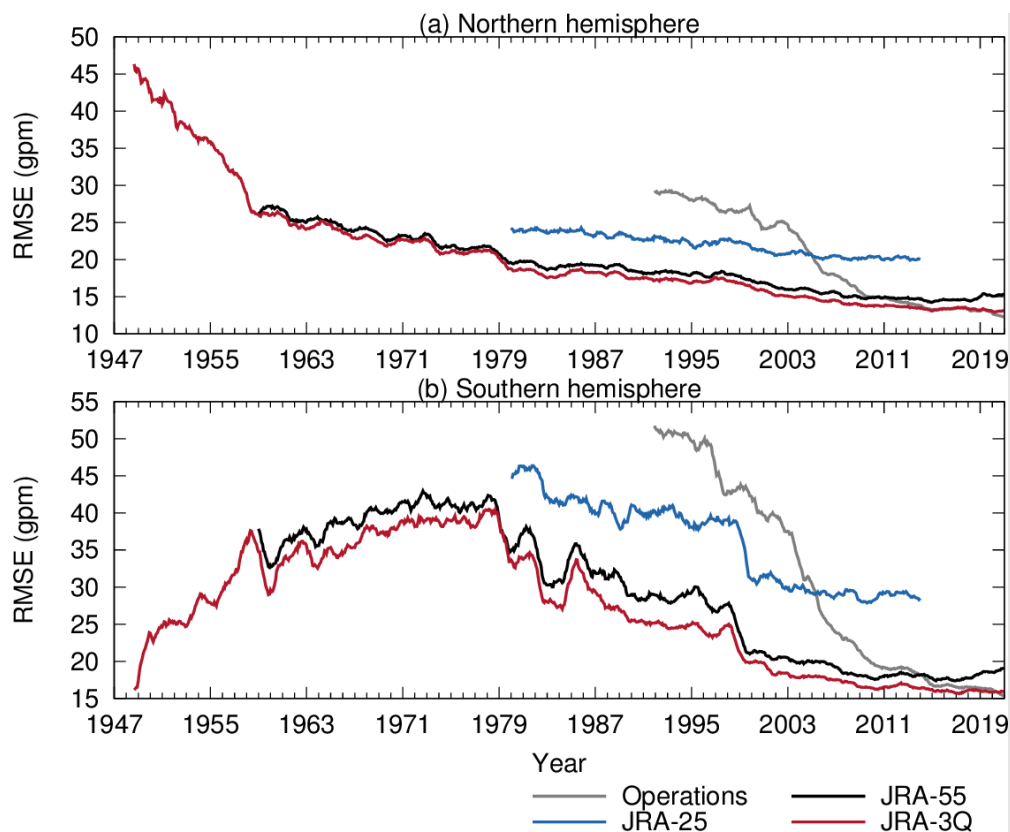 (a) Northern hemisphere
50
45
40
35
30
25
20
15
10
RMSE (gpm)
1947 1955 1963 1971 1979 1987 1995 2003 2011 2019
(b) Southern hemisphere
55
50
45
40
35
30
25
20
15
RMSE (gpm)
1947 1955 1963 1971 1979 1987 1995 2003 2011 2019
Year
Operations JRA-55
JRA-25 JRA-3Q